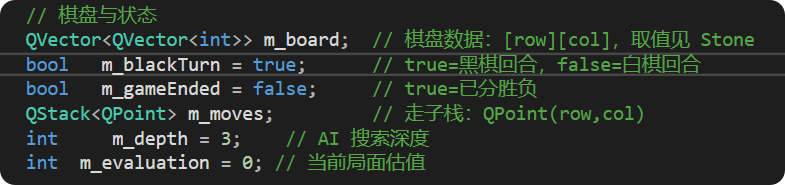 // 棋盘与状态
QVector<QVector<int>> m_board;  // 棋盘数据：[row][col]，取值见 Stone
bool   m_blackTurn = true;      // true=黑棋回合，false=白棋回合
bool   m_gameEnded = false;     // true=已分胜负
QStack<QPoint> m_moves;         // 走子栈：QPoint(row,col)
int    m_depth = 3;    // AI 搜索深度
int  m_evaluation = 0; // 当前局面估值